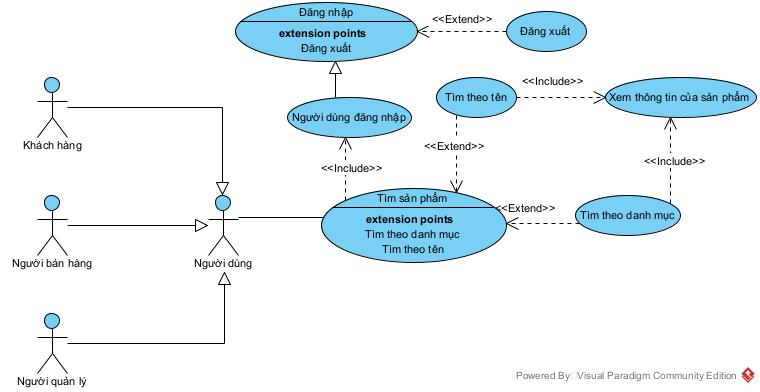 Đăng nhập
extension points
Đăng xuất
<<Extend>>
Đăng xuất
<<Include>>
Tìm theo tên
Xem thông tin của sản phẩm
Người dùng đăng nhập
<<Extend>>
Khách hàng
<<Include>>
<<Include>>
Tìm sản phẩm
extension points
Tìm theo danh mục
Tìm theo tên
<<Extend>>
Tìm theo danh mục
Người bán hàng
Người dùng
Người quản lý
Powered By Visual Paradigm Community Edition